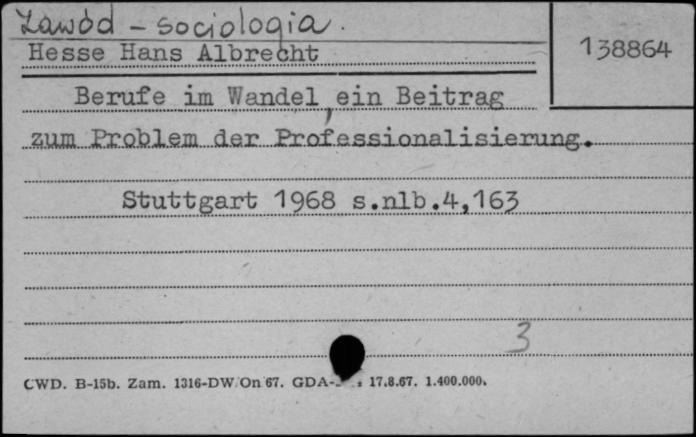 Zawód - socjologia.
138864
Hesse Hans Albrecht
Berufe im Wandel, ein Beitrag
zum Problem der Professionalisierung.
Stuttgart 1968 s.nlb.4,163
3
CWD. B-15b. Zam. 1316-DW/On 67. GDA- 17.8.67. 1.400.000.